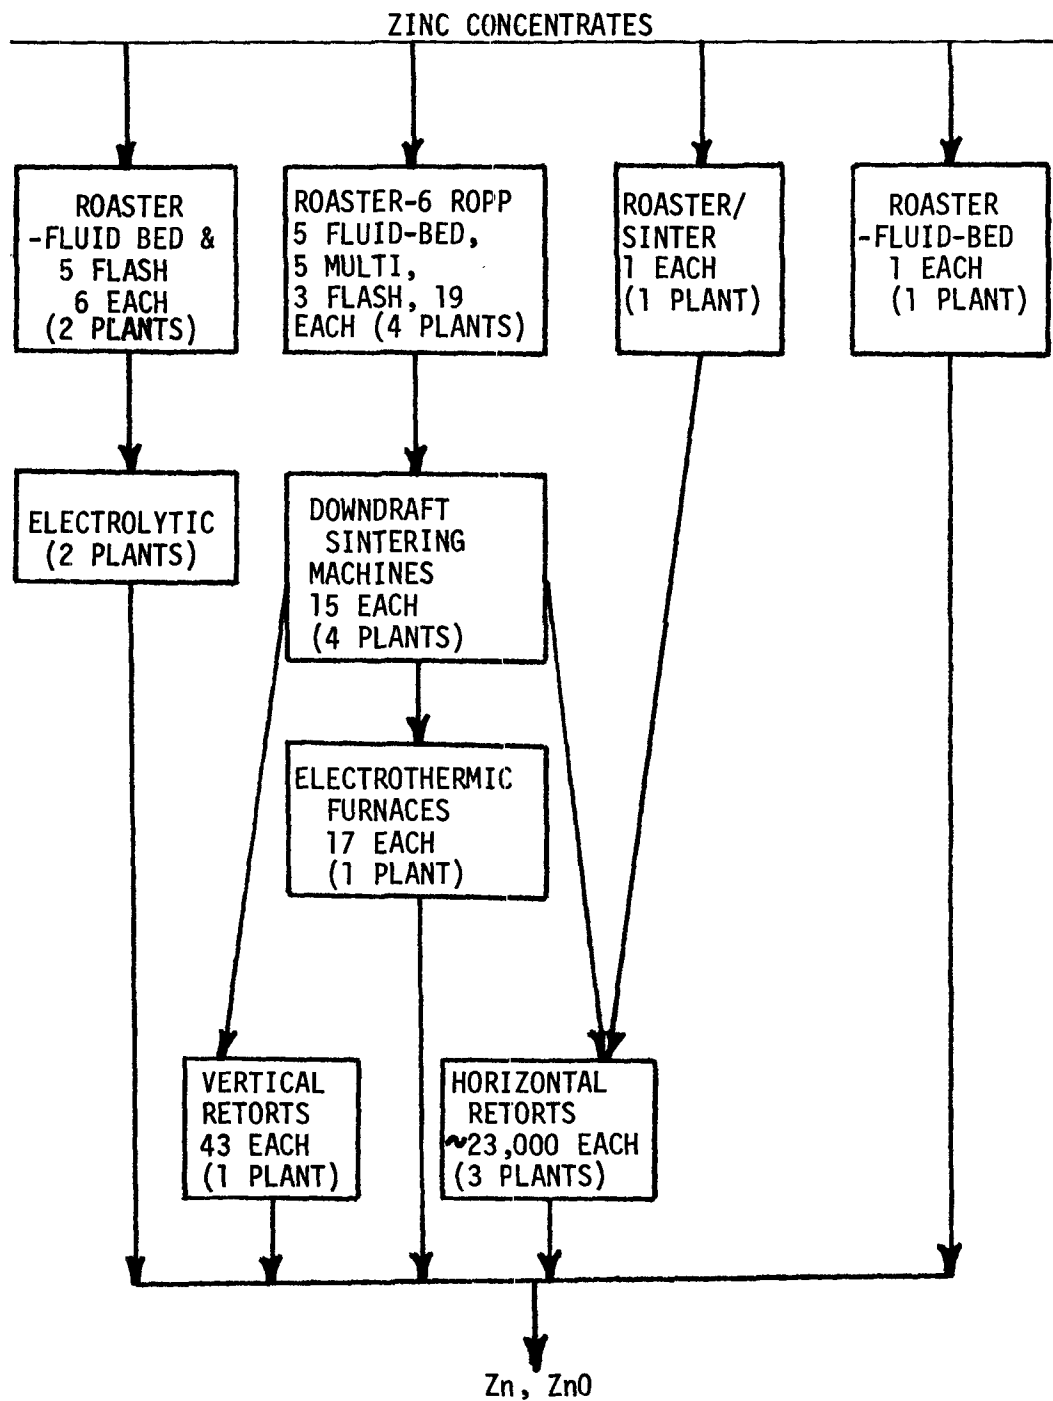 ZINC CONCENTRATES
ROASTER
-FLUID BED &
5 FLASH
6 EACH
(2 PLANTS)
ROASTER-6 ROPP
5 FLUID-BED,
5 MULTI,
3 FLASH, 19
EACH (4 PLANTS)
ROASTER/
SINTER
1 EACH
(1 PLANT)
ROASTER
-FLUID-BED
1 EACH
(1 PLANT)
ELECTROLYTIC
(2 PLANTS)
DOWNDRAFT
SINTERING
MACHINES
15 EACH
(4 PLANTS)
ELECTROTHERMIC
FURNACES
17 EACH
(1 PLANT)
VERTICAL
RETORTS
43 EACH
(1 PLANT)
HORIZONTAL
RETORTS
~23,000 EACH
(3 PLANTS)
Zn, ZnO